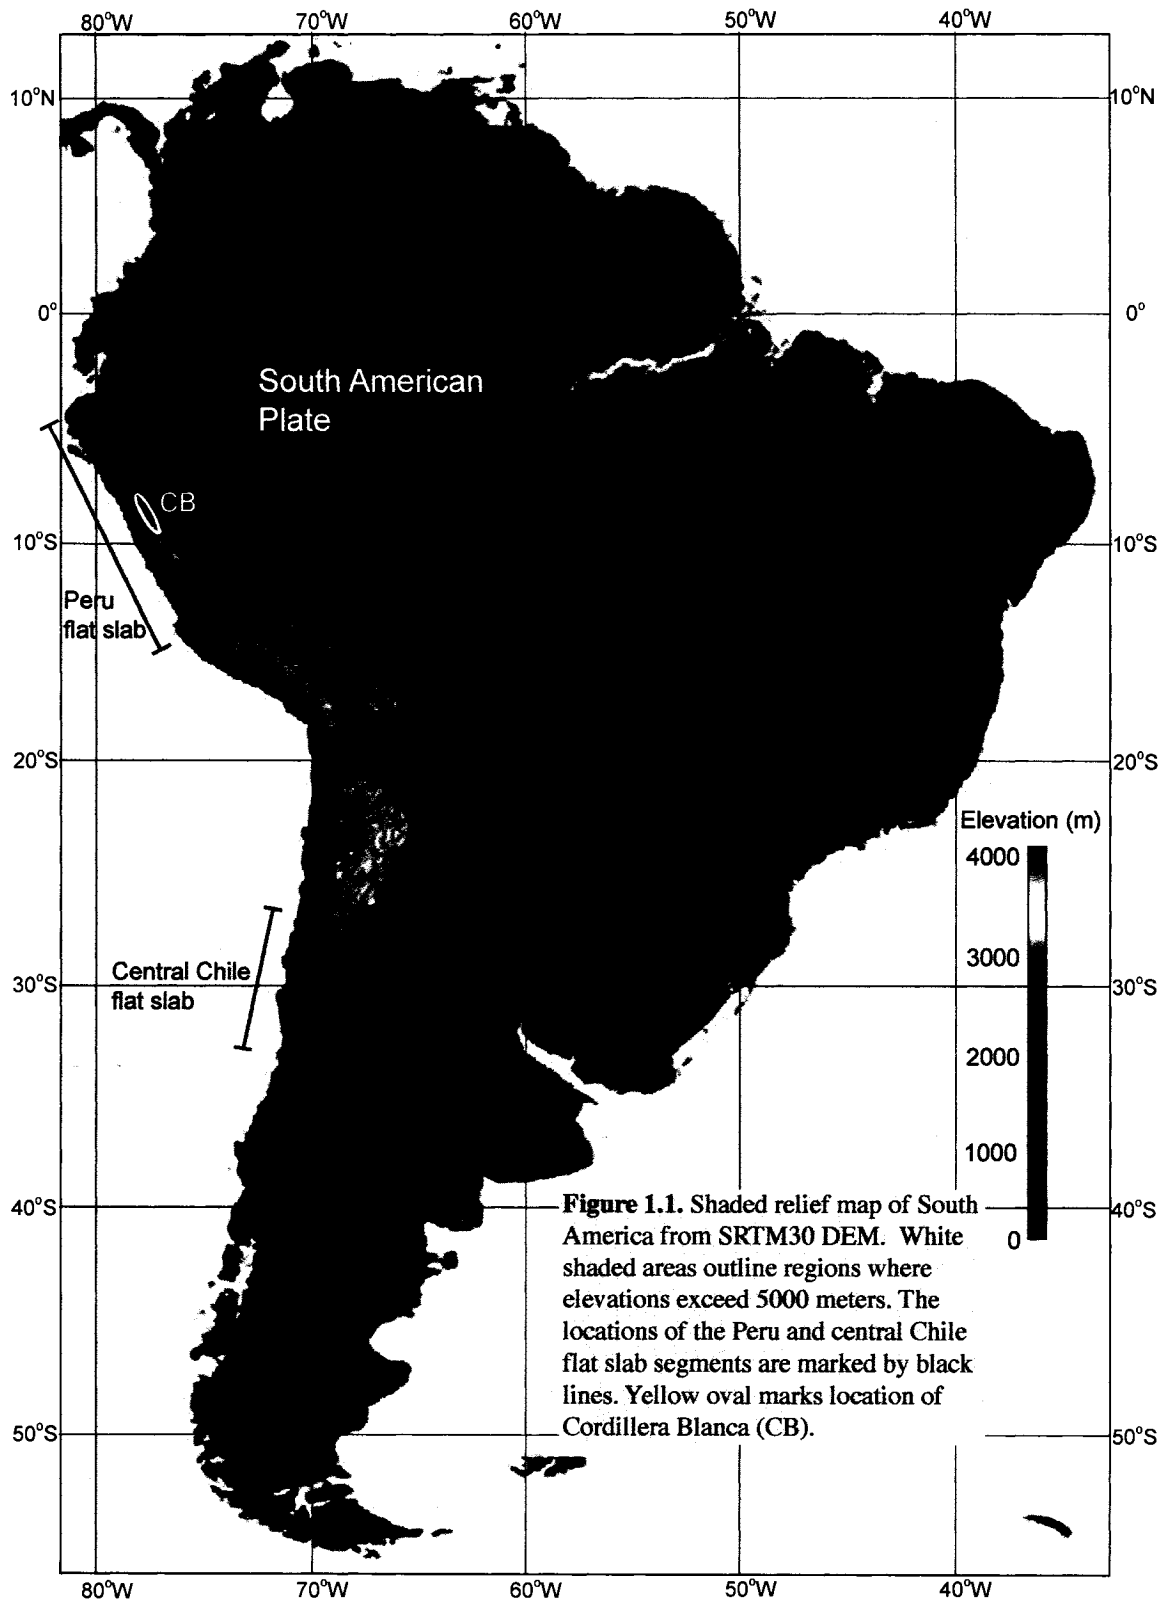 80°W 70°W 60°W 50°W 40°W
10°N 10°N
0° 0°
South American
Plate
CB
10°S 10°S
Peru
flat slab
20°S 20°S
Elevation (m)
4000
Central Chile
flat slab
3000
30°S 30°S
2000
1000
40°S 40°S
0
Figure 1.1. Shaded relief map of South
America from SRTM30 DEM. White
shaded areas outline regions where
elevations exceed 5000 meters. The
locations of the Peru and central Chile
flat slab segments are marked by black
lines. Yellow oval marks location of
Cordillera Blanca (CB).
50°S 50°S
80°W 70°W 60°W 50°W 40°W